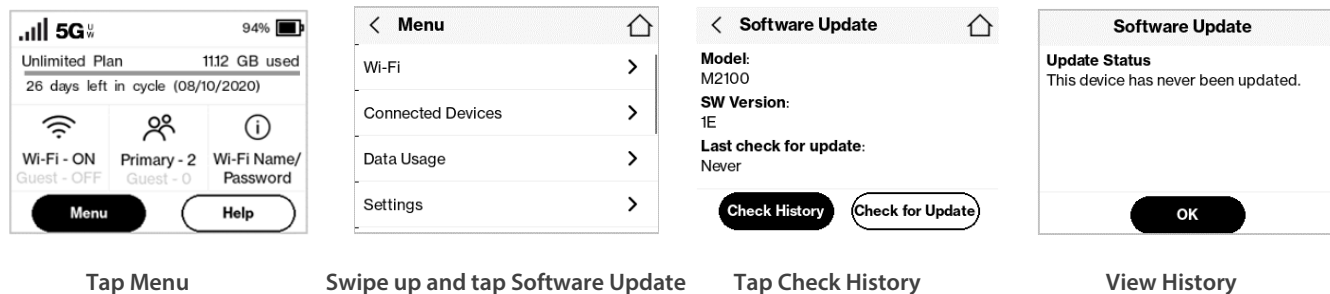 5G UW 94%
Unlimited Plan 11.12 GB used
26 days left in cycle (08/10/2020)
Wi-Fi - ON Primary - 2 Wi-Fi Name/
Guest - OFF Guest - 0 Password
Menu Help
Menu
Wi-Fi
Connected Devices
Data Usage
Settings
Software Update
Model:
M2100
SW Version:
1E
Last check for update:
Never
Check History Check for Update
Software Update
Update Status
This device has never been updated.
OK
Tap Menu
Swipe up and tap Software Update
Tap Check History
View History